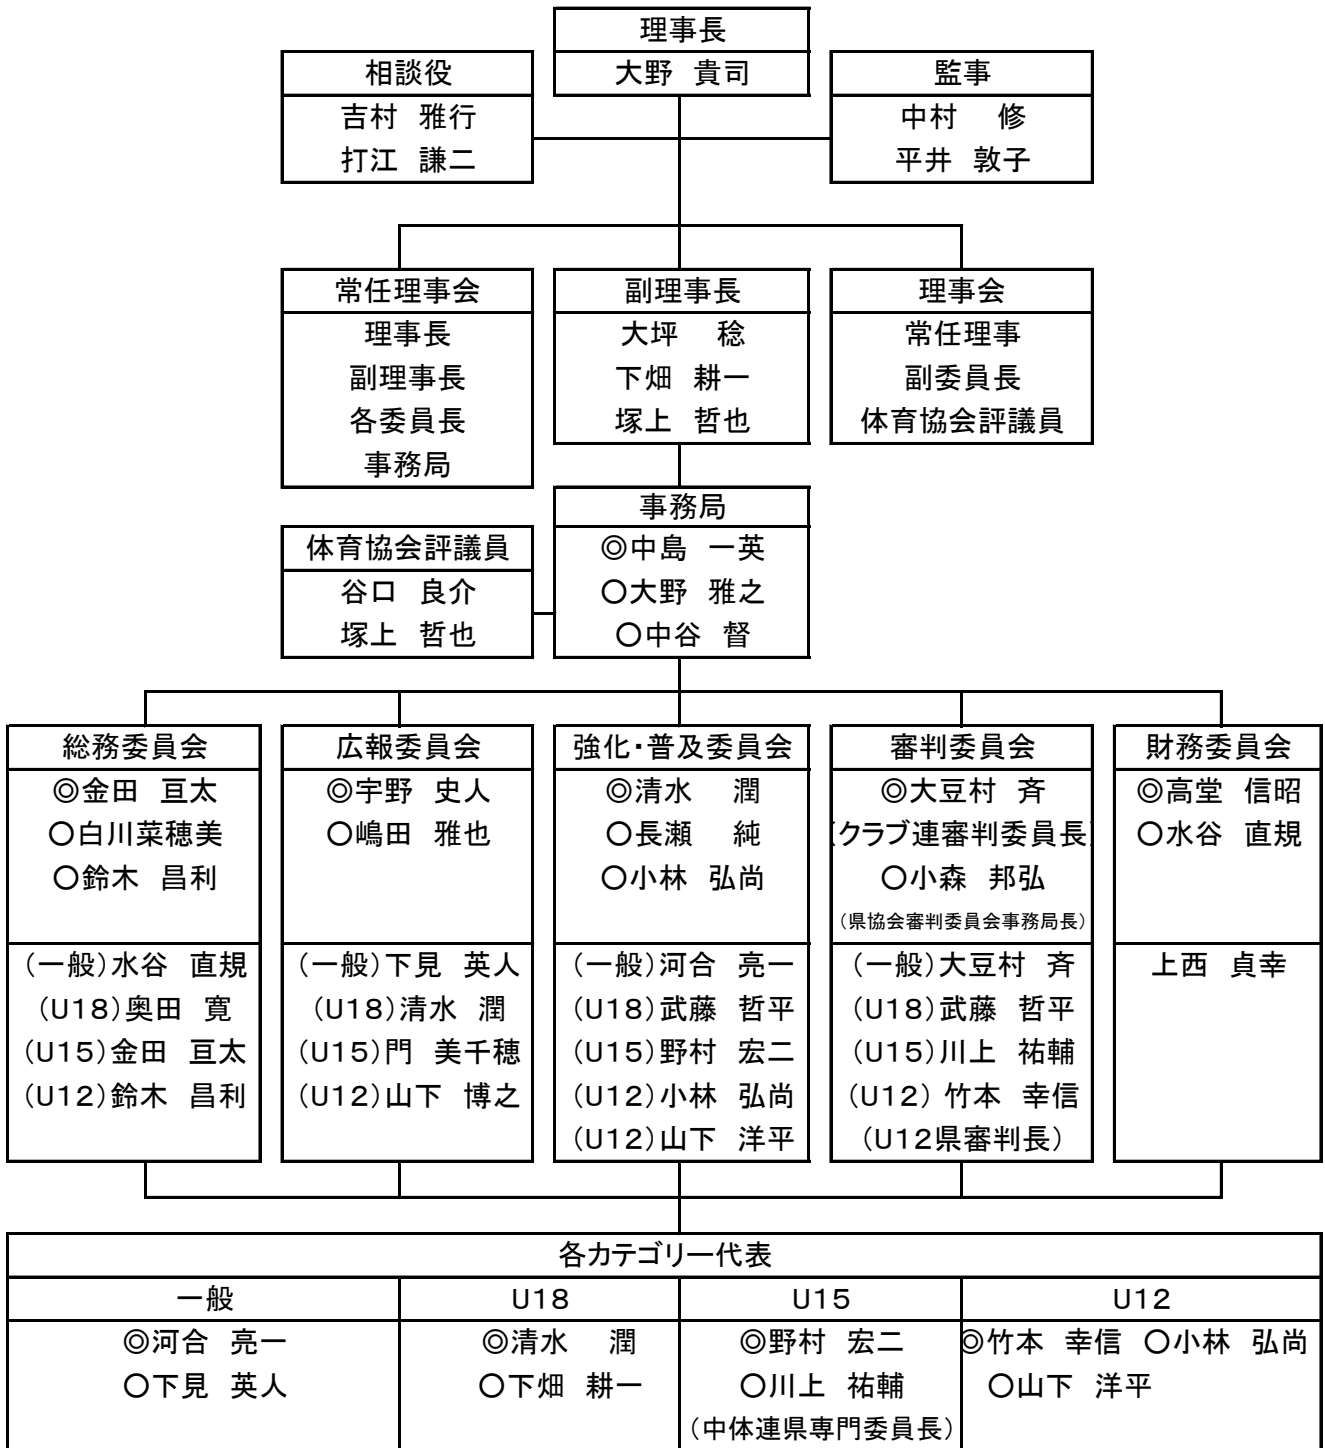 理事長
大野 貴司
相談役
吉村 雅行
打江 謙二
監事
中村 修
平井 敦子
常任理事会
理事長
副理事長
各委員長
事務局
副理事長
大坪 稔
下畑 耕一
塚上 哲也
理事会
常任理事
副委員長
体育協会評議員
事務局
◎中島 一英
○大野 雅之
○中谷 督
体育協会評議員
谷口 良介
塚上 哲也
総務委員会
◎金田 亘太
○白川菜穂美
○鈴木 昌利
(一般)水谷 直規
(U18)奥田 寛
(U15)金田 亘太
(U12)鈴木 昌利
広報委員会
◎宇野 史人
○嶋田 雅也
(一般)下見 英人
(U18)清水 潤
(U15)門 美千穂
(U12)山下 博之
強化・普及委員会
◎清水 潤
○長瀬 純
○小林 弘尚
(一般)河合 亮一
(U18)武藤 哲平
(U15)野村 宏二
(U12)小林 弘尚
(U12)山下 洋平
審判委員会
◎大豆村 斉
(クラブ連審判委員長)
○小森 邦弘
(県協会審判委員会事務局長)
(一般)大豆村 斉
(U18)武藤 哲平
(U15)川上 祐輔
(U12) 竹本 幸信
(U12県審判長)
財務委員会
◎高堂 信昭
○水谷 直規
上西 貞幸
各カテゴリー代表
一般
◎河合 亮一
○下見 英人
U18
◎清水 潤
○下畑 耕一
U15
◎野村 宏二
○川上 祐輔
(中体連県専門委員長)
U12
◎竹本 幸信 ○小林 弘尚
○山下 洋平